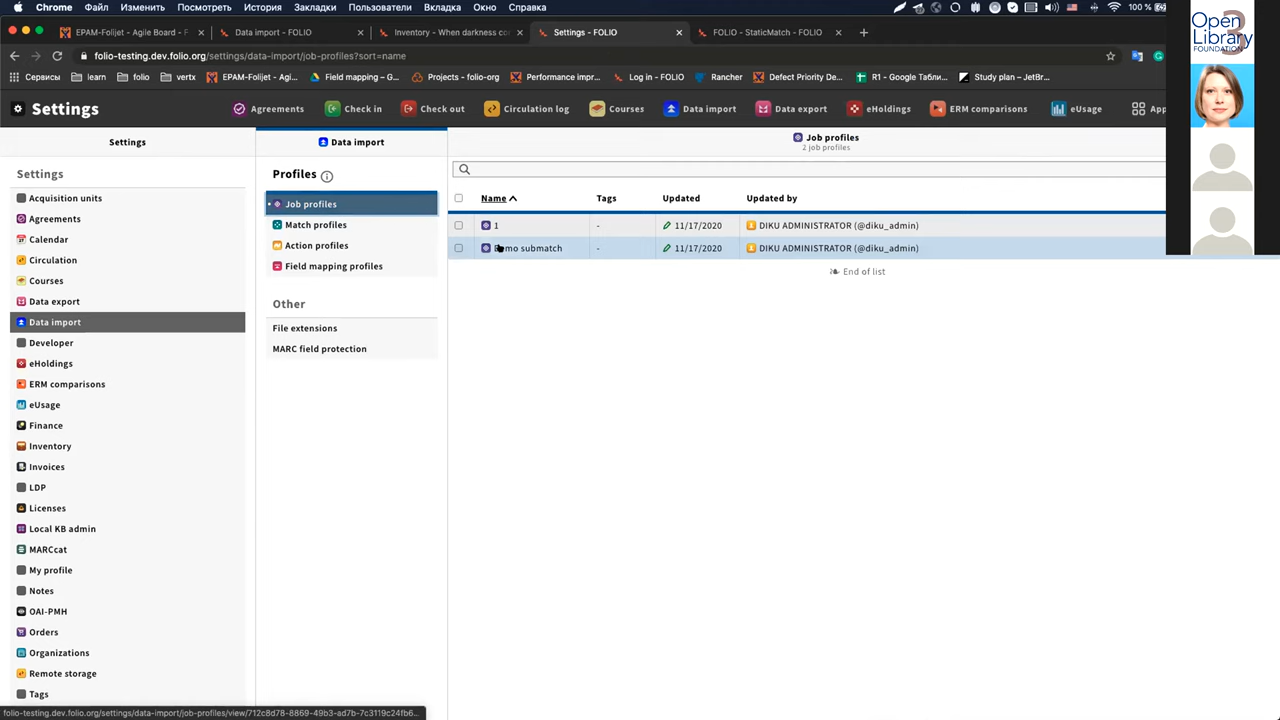 Chrome Файл Изменить Посмотреть История Закладки Пользователи Вкладка Окно Справка 100 %
EPAM-Folijet - Agile Board - F
Data import - FOLIO
Inventory - When darkness co
Settings - FOLIO
FOLIO - StaticMatch - FOLIO
folio-testing.dev.folio.org/settings/data-import/job-profiles?sort=name
Сервисы learn folio vertx EPAM-Folijet - Agil... Field mapping – G... Projects - folio-org Performance impr... Log in - FOLIO Rancher Defect Priority De... R1 - Google Табли... Study plan – JetBr...
Settings Agreements Check in Check out Circulation log Courses Data import Data export eHoldings ERM comparisons eUsage
Open
Library
FOUNDATION
3
Settings
Data import
Job profiles
2 job profiles
Settings
Acquisition units
Agreements
Calendar
Circulation
Courses
Data export
Data import
Developer
eHoldings
ERM comparisons
eUsage
Finance
Inventory
Invoices
LDP
Licenses
Local KB admin
MARCcat
My profile
Notes
OAI-PMH
Orders
Organizations
Remote storage
Tags
Profiles
Job profiles
Match profiles
Action profiles
Field mapping profiles
Other
File extensions
MARC field protection
Name Tags Updated Updated by
1 - 11/17/2020 DIKU ADMINISTRATOR (@diku_admin)
submatch - 11/17/2020 DIKU ADMINISTRATOR (@diku_admin)
End of list
folio-testing.dev.folio.org/settings/data-import/job-profiles/view/712c8d78-8869-49b3-ad7b-7c3119c24fb6...